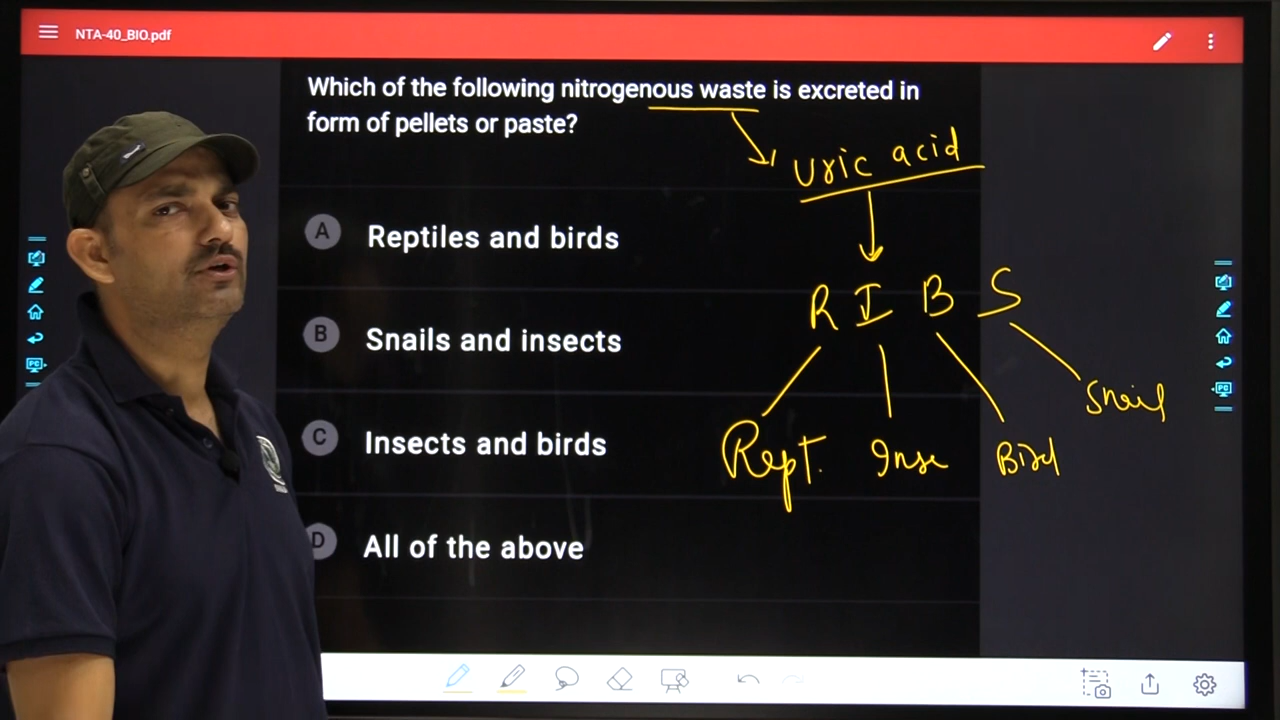 NTA-40_BIO.pdf
Which of the following nitrogenous waste is excreted in
form of pellets or paste?
uric acid
A Reptiles and birds
R I B S
B Snails and insects
Snail
C Insects and birds
Rept. Inse Bird
D All of the above